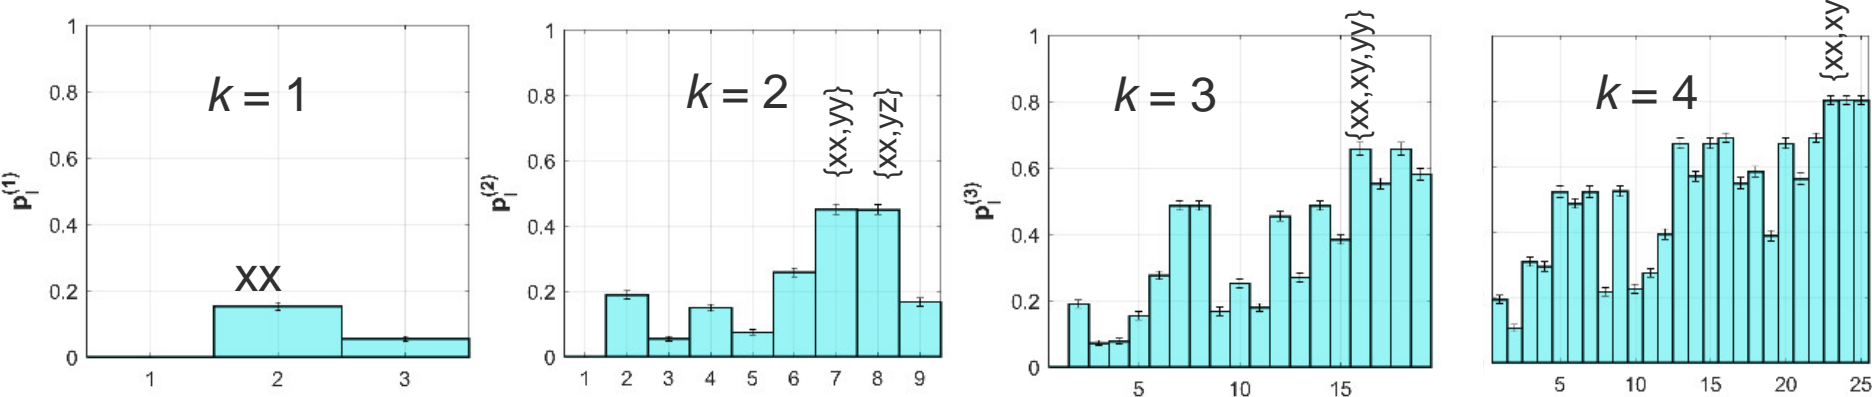 k = 1
xx
p_l^{(1)}
1
0.8
0.6
0.4
0.2
0
1 2 3
k = 2
{xx,yy}
{xx,yz}
p_l^{(2)}
1
0.8
0.6
0.4
0.2
0
1 2 3 4 5 6 7 8 9
k = 3
{xx,xy,yy}
p_l^{(3)}
1
0.8
0.6
0.4
0.2
0
5 10 15
k = 4
{xx,xy
5 10 15 20 25